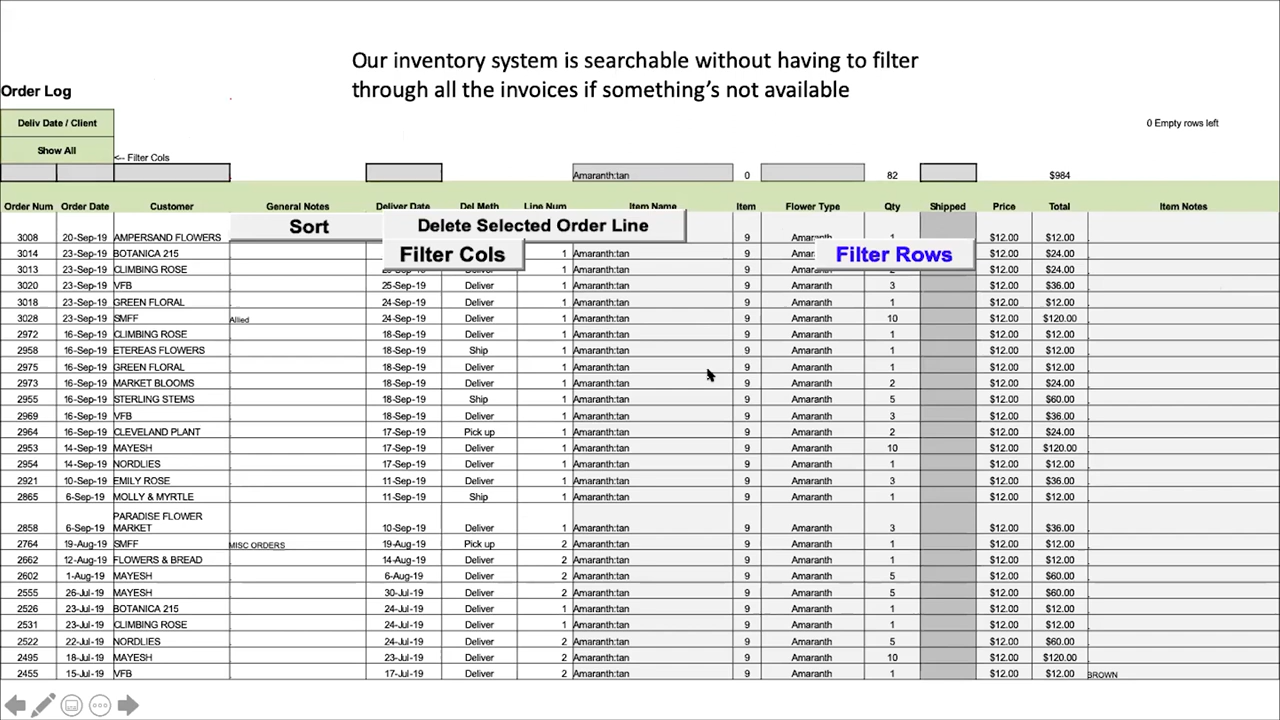 Our inventory system is searchable without having to filter
through all the invoices if something's not available
Order Log
Deliv Date / Client
0 Empty rows left
Show All
<-- Filter Cols
Amaranth:tan 0 82 $984
Order Num Order Date Customer General Notes Deliver Date Del Meth Line Num Item Name Item Flower Type Qty Shipped Price Total Item Notes
Sort Delete Selected Order Line
Filter Cols Filter Rows
3008 20-Sep-19 AMPERSAND FLOWERS 9 Amaranth 1 $12.00 $12.00
3014 23-Sep-19 BOTANICA 215 1 Amaranth:tan 9 $12.00 $24.00
3013 23-Sep-19 CLIMBING ROSE Deliver 1 Amaranth:tan 9 Amaranth $12.00 $24.00
3020 23-Sep-19 VFB 25-Sep-19 Deliver 1 Amaranth:tan 9 Amaranth 3 $12.00 $36.00
3018 23-Sep-19 GREEN FLORAL 24-Sep-19 Deliver 1 Amaranth:tan 9 Amaranth 1 $12.00 $12.00
3028 23-Sep-19 SMFF Allied 24-Sep-19 Deliver 1 Amaranth:tan 9 Amaranth 10 $12.00 $120.00
2972 16-Sep-19 CLIMBING ROSE 18-Sep-19 Deliver 1 Amaranth:tan 9 Amaranth 1 $12.00 $12.00
2958 16-Sep-19 ETEREAS FLOWERS 18-Sep-19 Ship 1 Amaranth:tan 9 Amaranth 1 $12.00 $12.00
2975 16-Sep-19 GREEN FLORAL 18-Sep-19 Deliver 1 Amaranth:tan 9 Amaranth 1 $12.00 $12.00
2973 16-Sep-19 MARKET BLOOMS 18-Sep-19 Deliver 1 Amaranth:tan 9 Amaranth 2 $12.00 $24.00
2955 16-Sep-19 STERLING STEMS 18-Sep-19 Ship 1 Amaranth:tan 9 Amaranth 5 $12.00 $60.00
2969 16-Sep-19 VFB 18-Sep-19 Deliver 1 Amaranth:tan 9 Amaranth 3 $12.00 $36.00
2964 16-Sep-19 CLEVELAND PLANT 17-Sep-19 Pick up 1 Amaranth:tan 9 Amaranth 2 $12.00 $24.00
2953 14-Sep-19 MAYESH 17-Sep-19 Deliver 1 Amaranth:tan 9 Amaranth 10 $12.00 $120.00
2954 14-Sep-19 NORDLIES 17-Sep-19 Deliver 1 Amaranth:tan 9 Amaranth 1 $12.00 $12.00
2921 10-Sep-19 EMILY ROSE 11-Sep-19 Deliver 1 Amaranth:tan 9 Amaranth 3 $12.00 $36.00
2865 6-Sep-19 MOLLY & MYRTLE 11-Sep-19 Ship 1 Amaranth:tan 9 Amaranth 1 $12.00 $12.00
PARADISE FLOWER
2858 6-Sep-19 MARKET 10-Sep-19 Deliver 1 Amaranth:tan 9 Amaranth 3 $12.00 $36.00
2764 19-Aug-19 SMFF MISC ORDERS 19-Aug-19 Pick up 2 Amaranth:tan 9 Amaranth 1 $12.00 $12.00
2662 12-Aug-19 FLOWERS & BREAD 14-Aug-19 Deliver 2 Amaranth:tan 9 Amaranth 1 $12.00 $12.00
2602 1-Aug-19 MAYESH 6-Aug-19 Deliver 2 Amaranth:tan 9 Amaranth 5 $12.00 $60.00
2555 26-Jul-19 MAYESH 30-Jul-19 Deliver 2 Amaranth:tan 9 Amaranth 5 $12.00 $60.00
2526 23-Jul-19 BOTANICA 215 24-Jul-19 Deliver 1 Amaranth:tan 9 Amaranth 1 $12.00 $12.00
2531 23-Jul-19 CLIMBING ROSE 24-Jul-19 Deliver 2 Amaranth:tan 9 Amaranth 1 $12.00 $12.00
2522 22-Jul-19 NORDLIES 24-Jul-19 Deliver 2 Amaranth:tan 9 Amaranth 5 $12.00 $60.00
2495 18-Jul-19 MAYESH 23-Jul-19 Deliver 2 Amaranth:tan 9 Amaranth 10 $12.00 $120.00
2455 15-Jul-19 VFB 17-Jul-19 Deliver 2 Amaranth:tan 9 Amaranth 1 $12.00 $12.00 BROWN